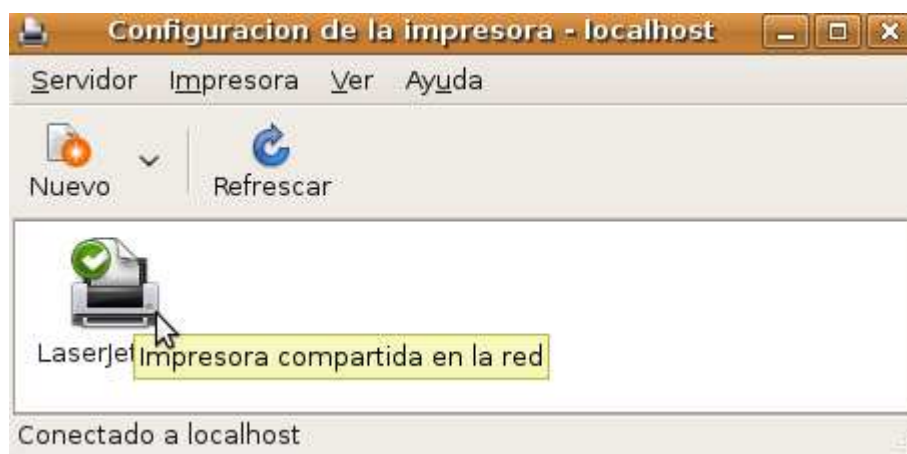 Configuracion de la impresora - localhost
Servidor Impresora Ver Ayuda
Nuevo Refrescar
LaserJet
Impresora compartida en la red
Conectado a localhost